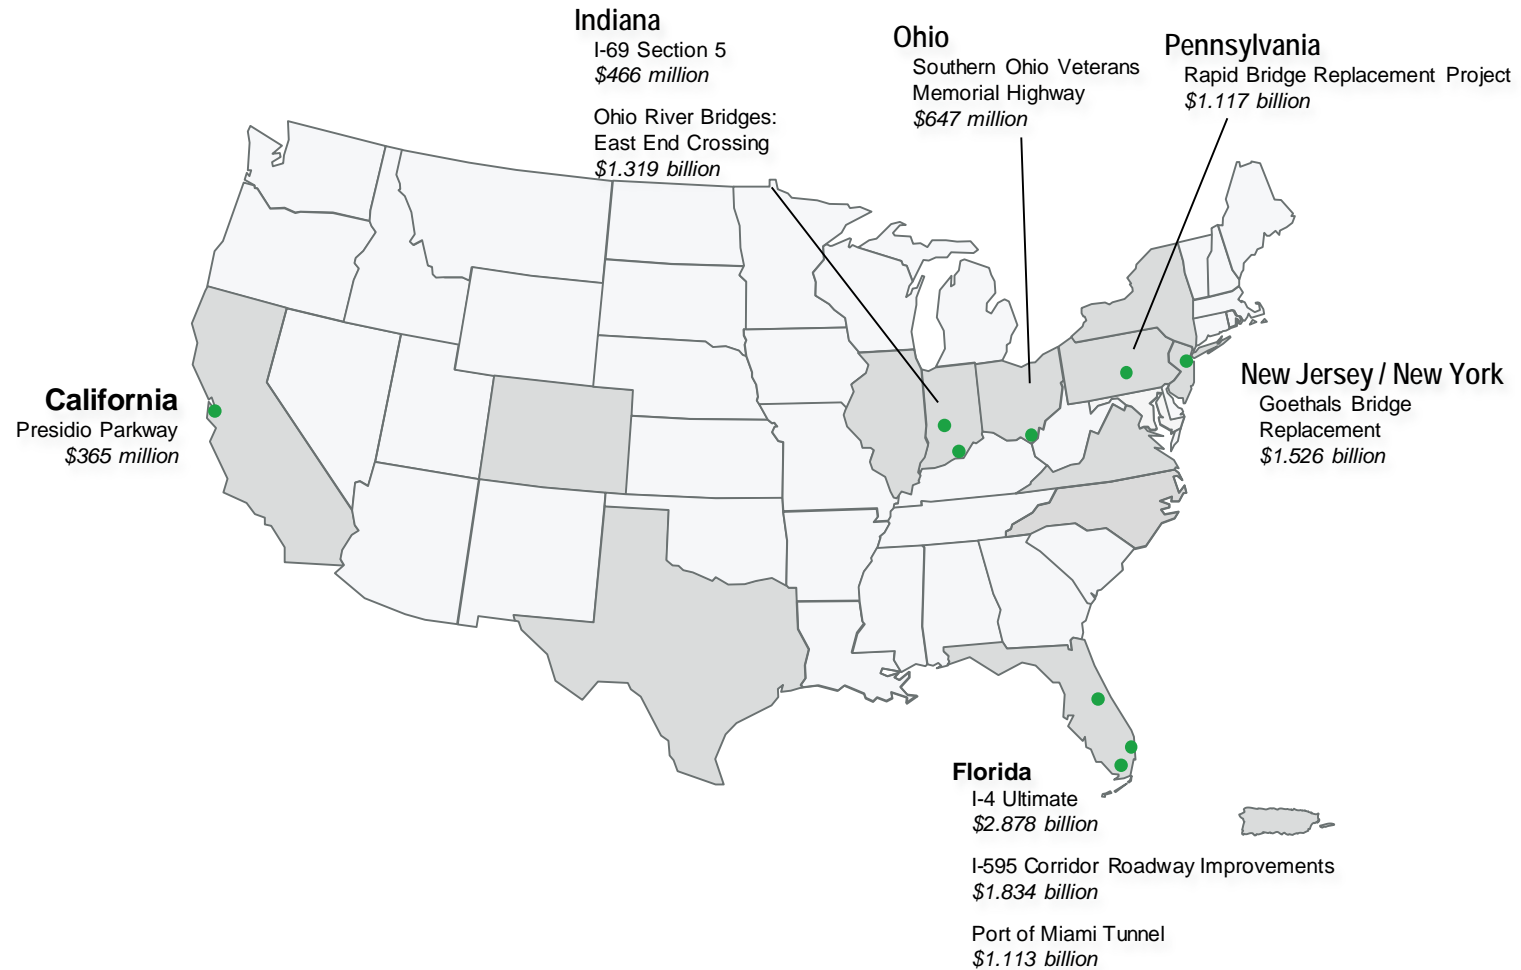 Indiana
I-69 Section 5
$466 million
Ohio River Bridges:
East End Crossing
$1.319 billion
Ohio
Southern Ohio Veterans
Memorial Highway
$647 million
Pennsylvania
Rapid Bridge Replacement Project
$1.117 billion
California
Presidio Parkway
$365 million
New Jersey / New York
Goethals Bridge
Replacement
$1.526 billion
Florida
I-4 Ultimate
$2.878 billion
I-595 Corridor Roadway Improvements
$1.834 billion
Port of Miami Tunnel
$1.113 billion